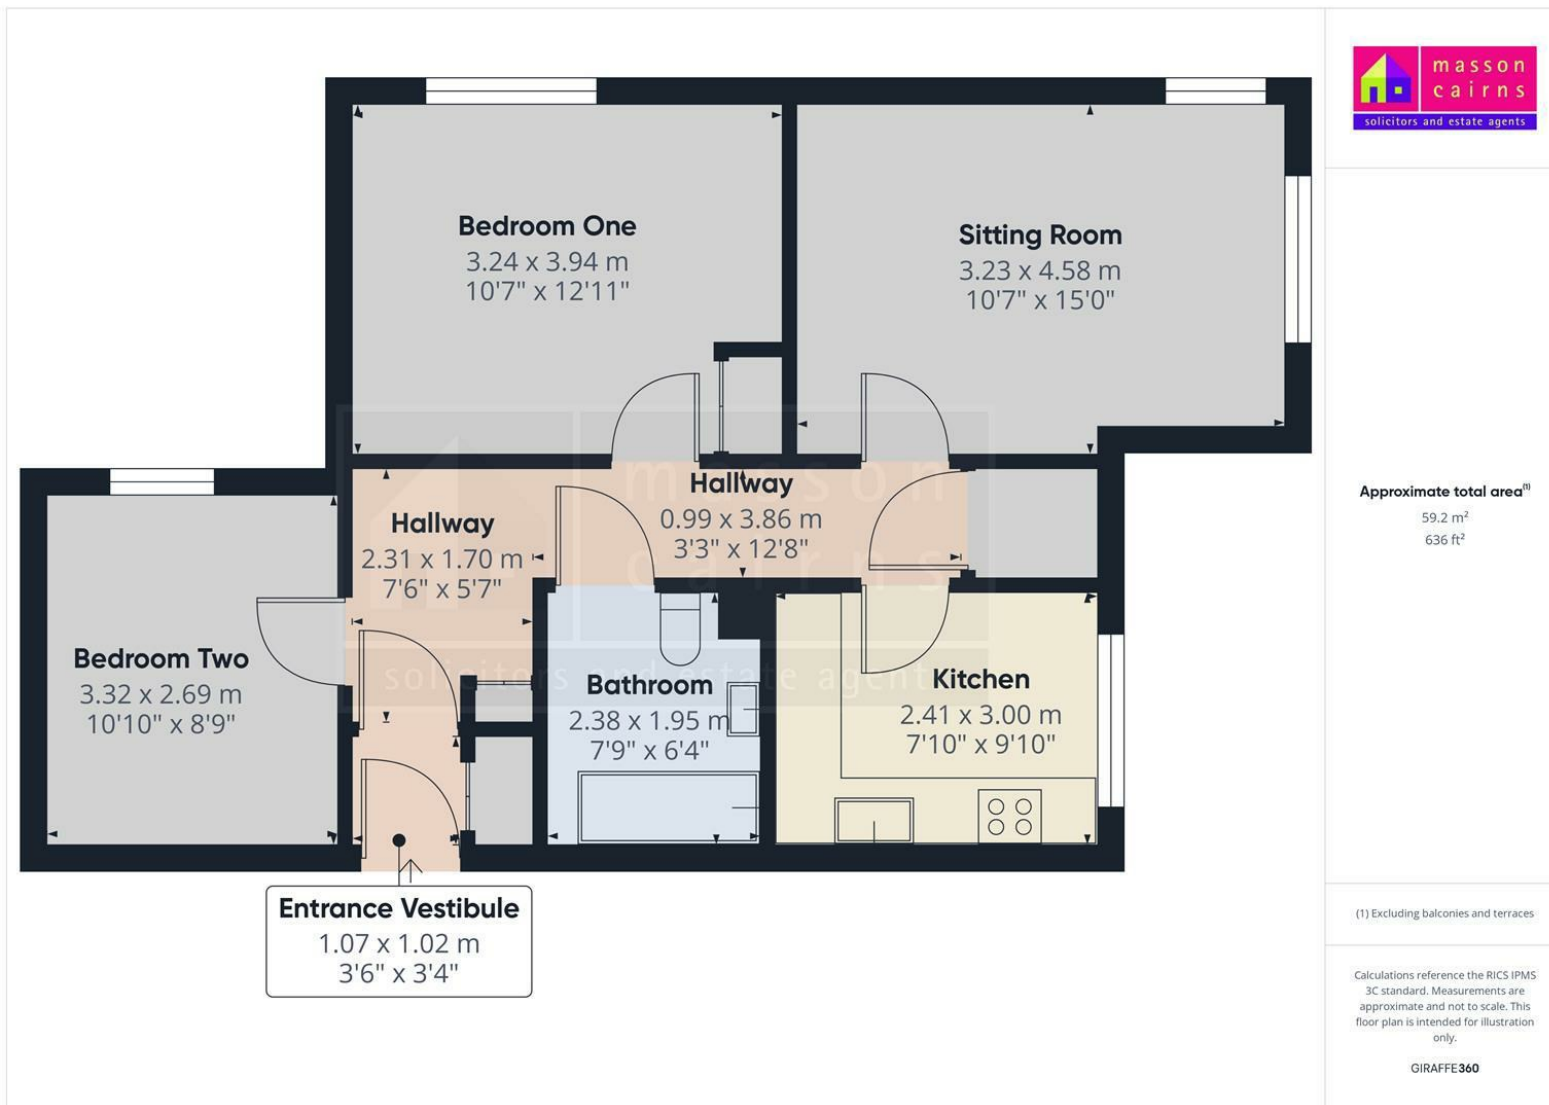 masson
cairns
solicitors and estate agents
Bedroom One
3.24 x 3.94 m
10'7" x 12'11"
Sitting Room
3.23 x 4.58 m
10'7" x 15'0"
Hallway
2.31 x 1.70 m
7'6" x 5'7"
Hallway
0.99 x 3.86 m
3'3" x 12'8"
Bedroom Two
3.32 x 2.69 m
10'10" x 8'9"
Bathroom
2.38 x 1.95 m
7'9" x 6'4"
Kitchen
2.41 x 3.00 m
7'10" x 9'10"
Entrance Vestibule
1.07 x 1.02 m
3'6" x 3'4"
masson
cairns
solicitors and estate agents
Approximate total area⁽¹⁾
59.2 m²
636 ft²
(1) Excluding balconies and terraces
Calculations reference the RICS IPMS
3C standard. Measurements are
approximate and not to scale. This
floor plan is intended for illustration
only.
GIRAFFE360